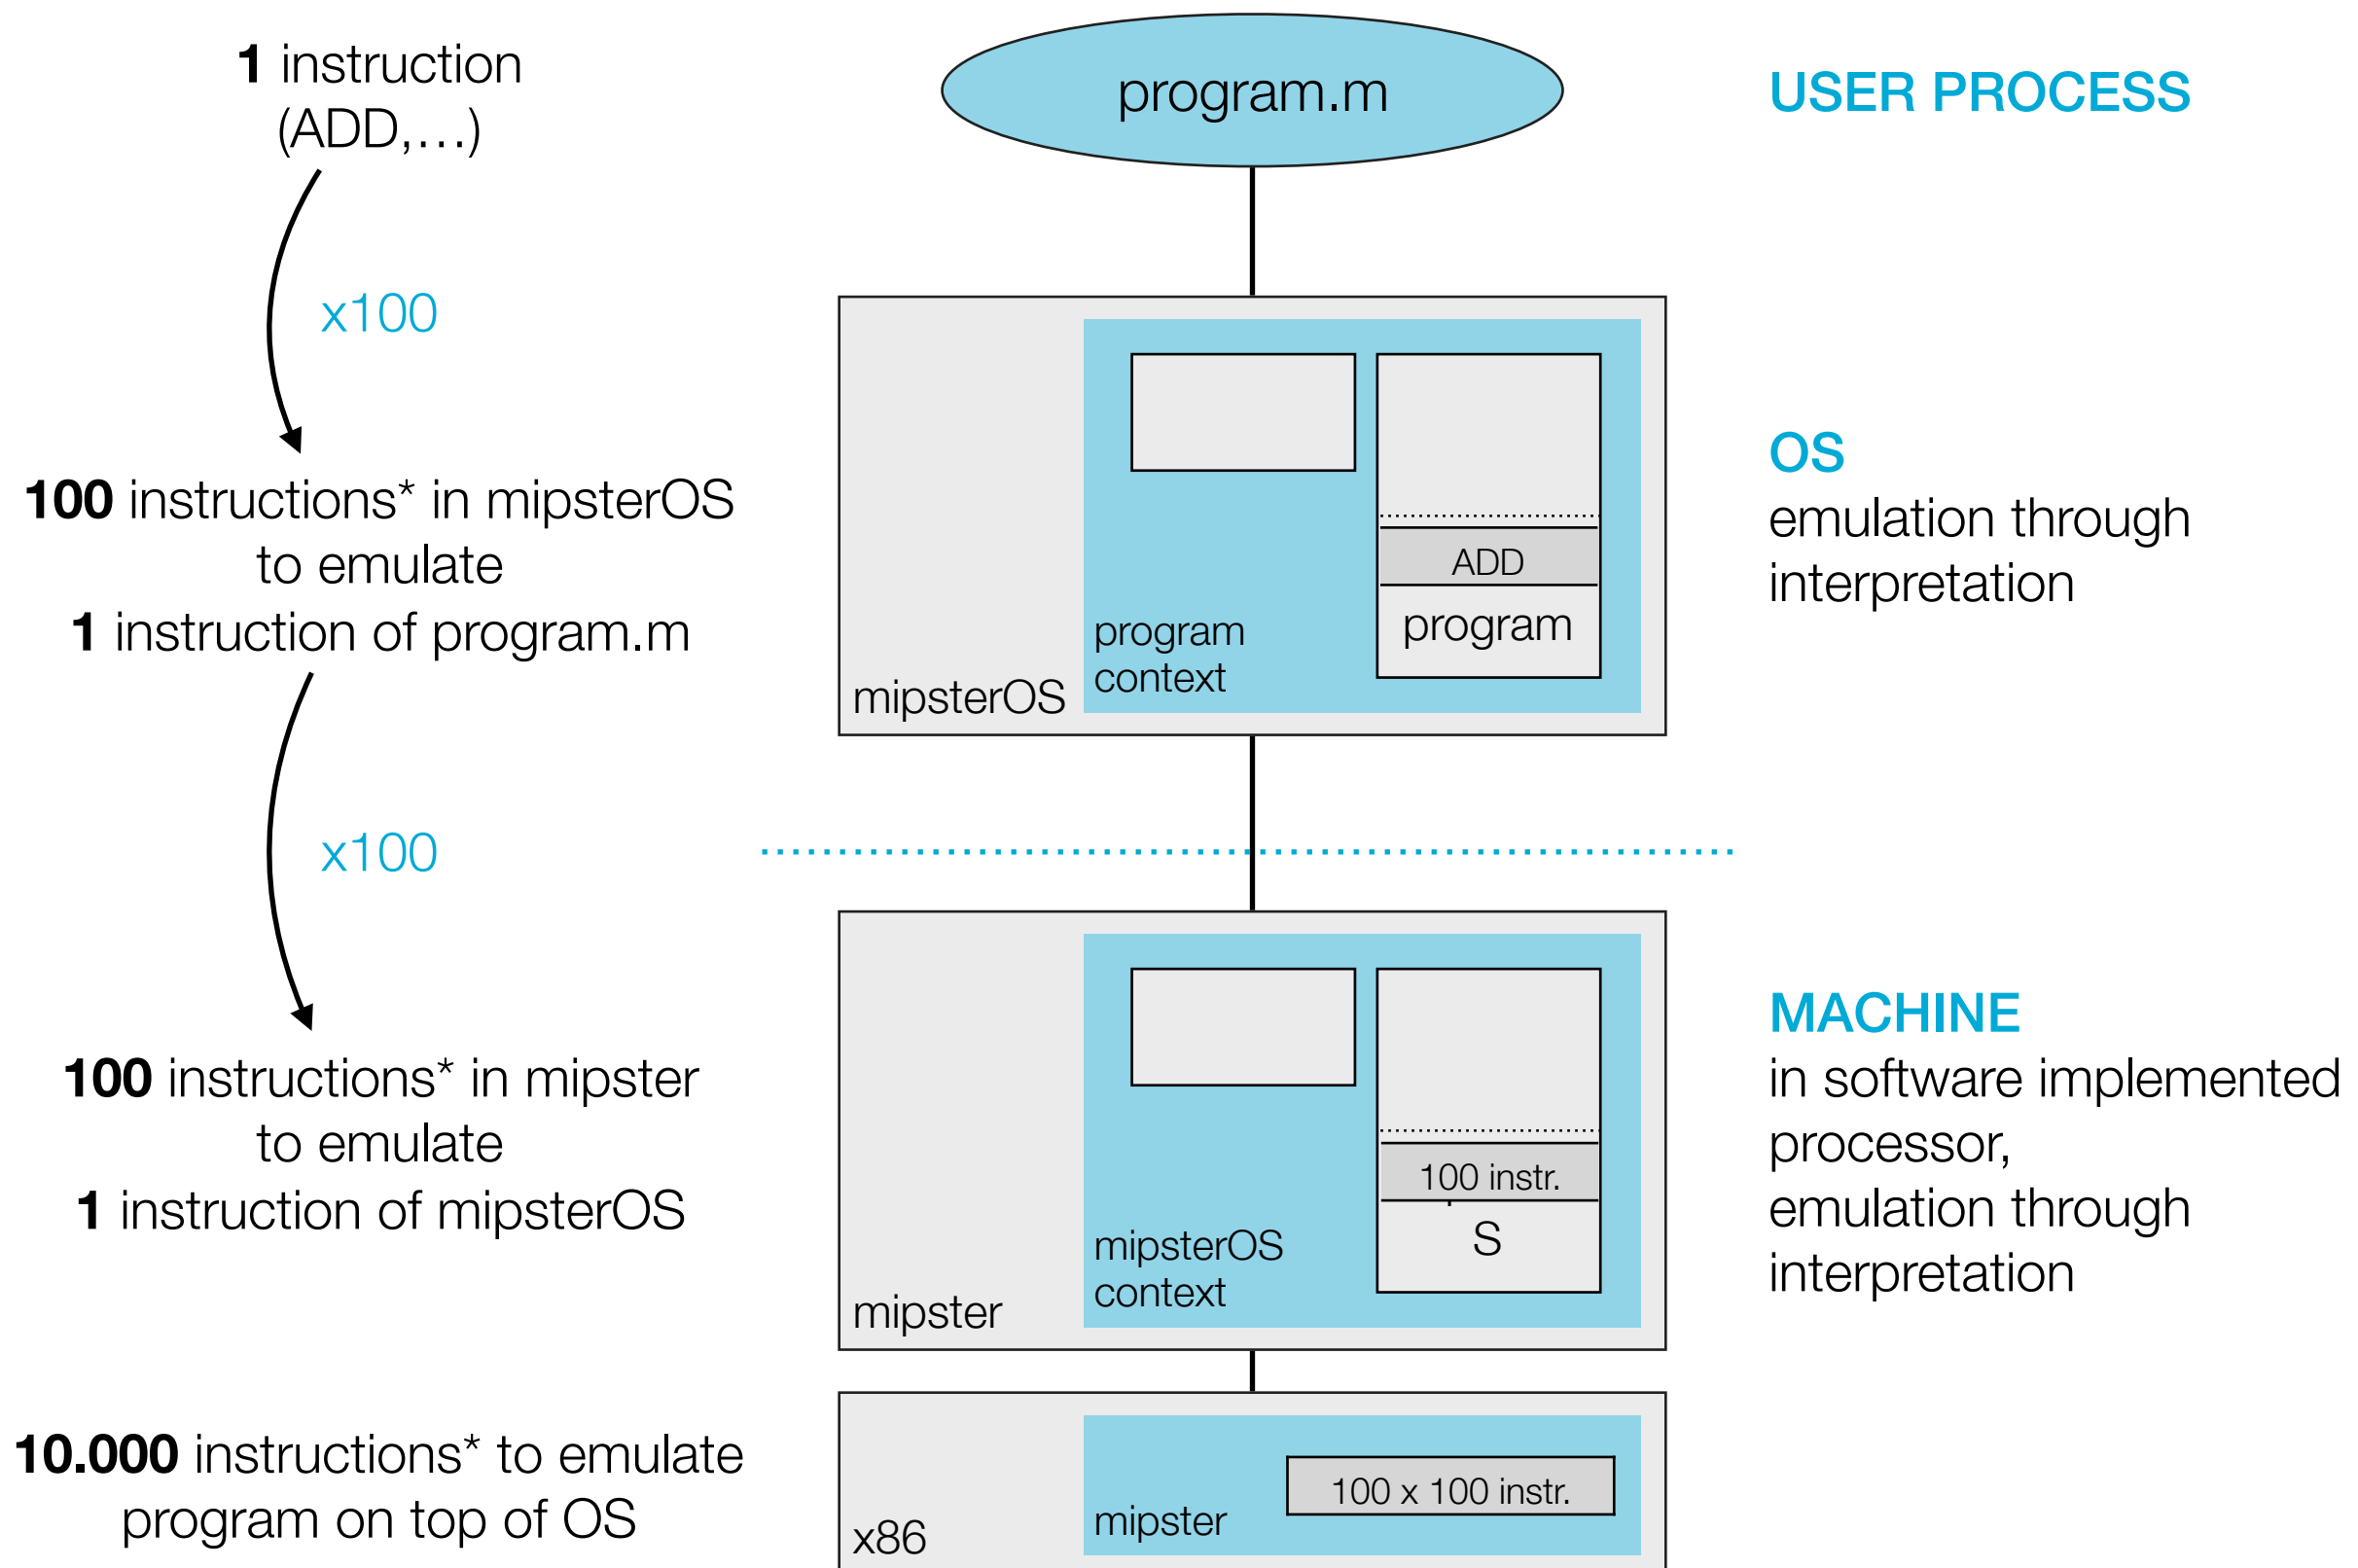 1 instruction
(ADD,...)
x100
100 instructions* in mipsterOS
to emulate
1 instruction of program.m
x100
100 instructions* in mipster
to emulate
1 instruction of mipsterOS
10.000 instructions* to emulate
program on top of OS
program.m
ADD
program
program
context
mipsterOS
100 instr.
S
mipsterOS
context
mipster
100 x 100 instr.
mipster
x86
USER PROCESS
OS
emulation through
interpretation
MACHINE
in software implemented
processor,
emulation through
interpretation